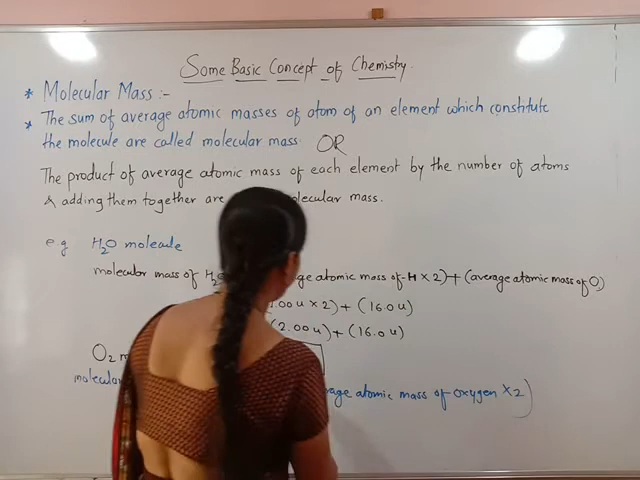 Some Basic Concept of Chemistry.
* Molecular Mass :-
* The sum of average atomic masses of atom of an element which constitute
the molecule are called molecular mass. OR
The product of average atomic mass of each element by the number of atoms
& adding them together are molecular mass.
e.g H2O molecule
molecular mass of H2O age atomic mass of H × 2) + (average atomic mass of O)
1.00 u × 2) + (16.0 u)
(2.00 u) + (16.0 u)
O2 m
molecular rage atomic mass of oxygen × 2)